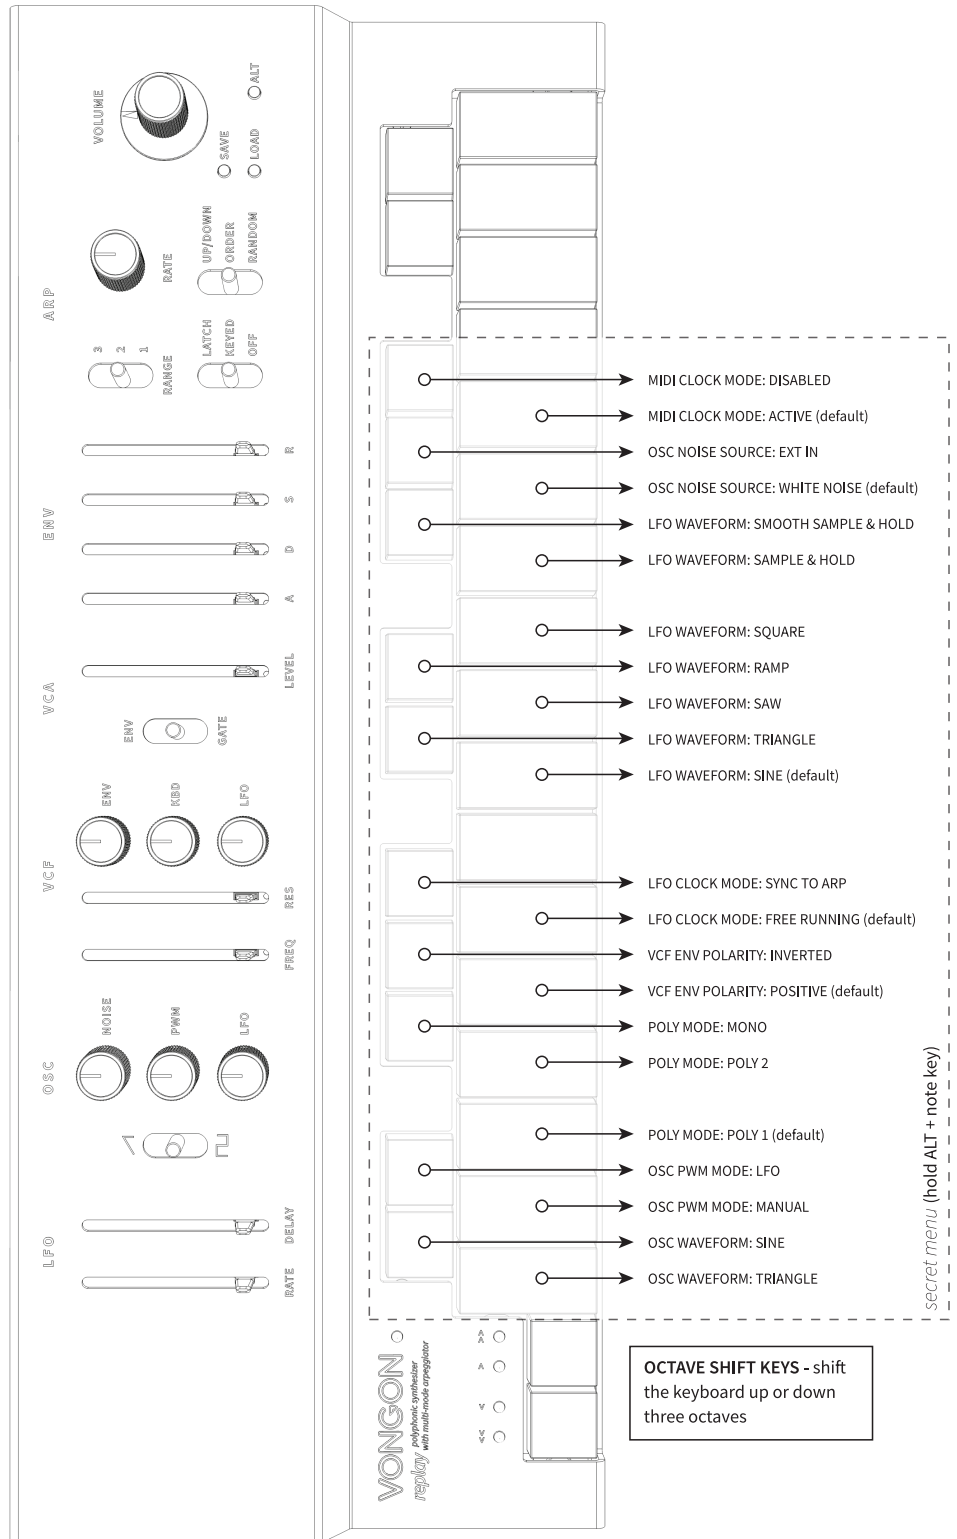 VOLUME
ALT
SAVE
LOAD
ARP
RATE
UP/DOWN
ORDER
RANDOM
3
2
1
RANGE
LATCH
KEYED
OFF
ENV
R
S
D
A
VCA
LEVEL
ENV
GATE
VCF
ENV
KBD
LFO
RES
FREQ
OSC
NOISE
PWM
LFO
LFO
DELAY
RATE
MIDI CLOCK MODE: DISABLED
MIDI CLOCK MODE: ACTIVE (default)
OSC NOISE SOURCE: EXT IN
OSC NOISE SOURCE: WHITE NOISE (default)
LFO WAVEFORM: SMOOTH SAMPLE & HOLD
LFO WAVEFORM: SAMPLE & HOLD
LFO WAVEFORM: SQUARE
LFO WAVEFORM: RAMP
LFO WAVEFORM: SAW
LFO WAVEFORM: TRIANGLE
LFO WAVEFORM: SINE (default)
LFO CLOCK MODE: SYNC TO ARP
LFO CLOCK MODE: FREE RUNNING (default)
VCF ENV POLARITY: INVERTED
VCF ENV POLARITY: POSITIVE (default)
POLY MODE: MONO
POLY MODE: POLY 2
POLY MODE: POLY 1 (default)
OSC PWM MODE: LFO
OSC PWM MODE: MANUAL
OSC WAVEFORM: SINE
OSC WAVEFORM: TRIANGLE
secret menu (hold ALT + note key)
VONGON
replay
polyphonic synthesizer
with multi-mode arpeggiator
OCTAVE SHIFT KEYS - shift
the keyboard up or down
three octaves